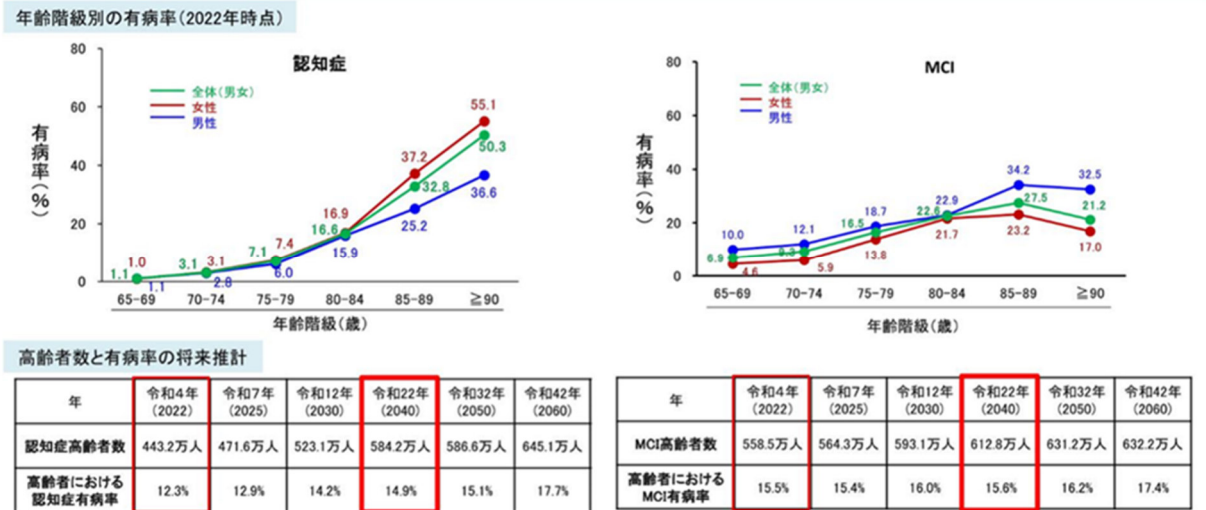 年齢階級別の有病率(2022年時点)
認知症
全体(男女)
女性
男性
有病率(%)
80
60
40
20
0
1.1
1.0
1.1
3.1
3.1
2.8
7.1
7.4
6.0
16.6
16.9
15.9
37.2
32.8
25.2
55.1
50.3
36.6
65-69 70-74 75-79 80-84 85-89 ≧90
年齢階級(歳)
MCI
全体(男女)
女性
男性
有病率(%)
80
60
40
20
0
10.0
6.9
4.6
12.1
9.3
5.9
18.7
16.5
13.8
22.9
22.6
21.7
34.2
27.5
23.2
32.5
21.2
17.0
65-69 70-74 75-79 80-84 85-89 ≧90
年齢階級(歳)
高齢者数と有病率の将来推計
年 令和4年 令和7年 令和12年 令和22年 令和32年 令和42年
(2022) (2025) (2030) (2040) (2050) (2060)
認知症高齢者数 443.2万人 471.6万人 523.1万人 584.2万人 586.6万人 645.1万人
高齢者における
認知症有病率 12.3% 12.9% 14.2% 14.9% 15.1% 17.7%
年 令和4年 令和7年 令和12年 令和22年 令和32年 令和42年
(2022) (2025) (2030) (2040) (2050) (2060)
MCI高齢者数 558.5万人 564.3万人 593.1万人 612.8万人 631.2万人 632.2万人
高齢者における
MCI有病率 15.5% 15.4% 16.0% 15.6% 16.2% 17.4%